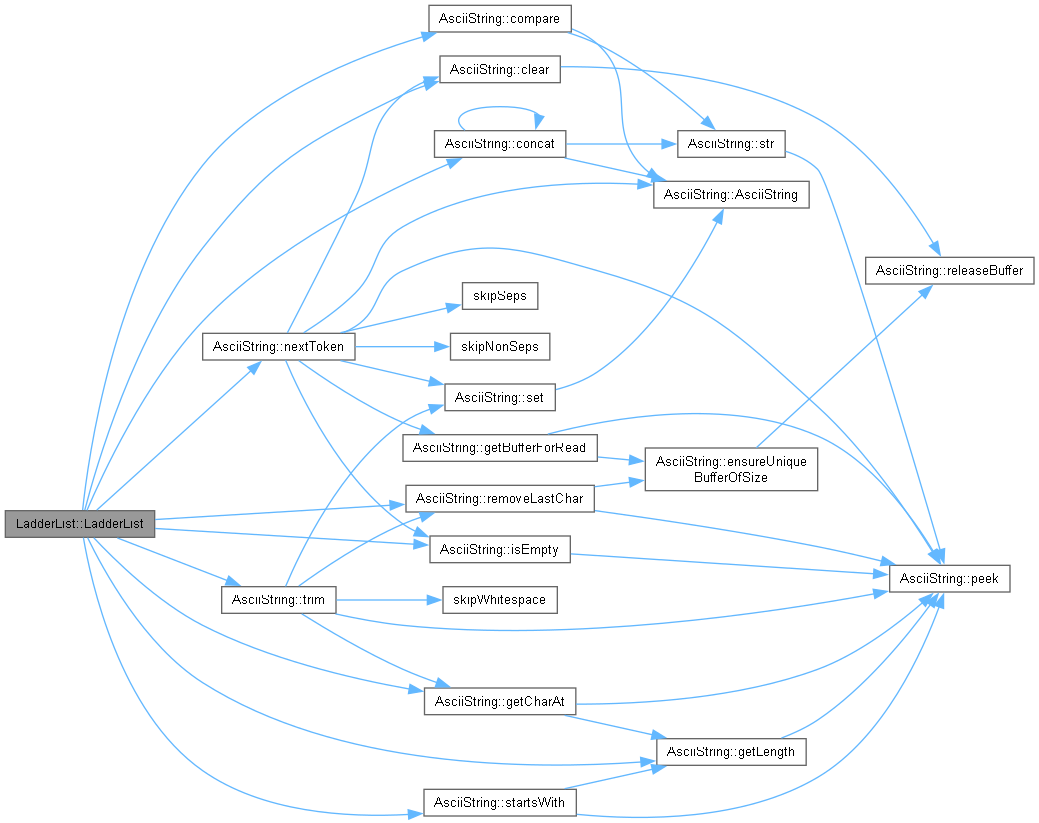 AsciiString::compare
AsciiString::clear
AsciiString::concat
AsciiString::str
AsciiString::AsciiString
AsciiString::releaseBuffer
skipSeps
AsciiString::nextToken
skipNonSeps
AsciiString::set
AsciiString::getBufferForRead
AsciiString::ensureUnique
BufferOfSize
AsciiString::removeLastChar
LadderList::LadderList
AsciiString::isEmpty
AsciiString::peek
AsciiString::trim
skipWhitespace
AsciiString::getCharAt
AsciiString::getLength
AsciiString::startsWith